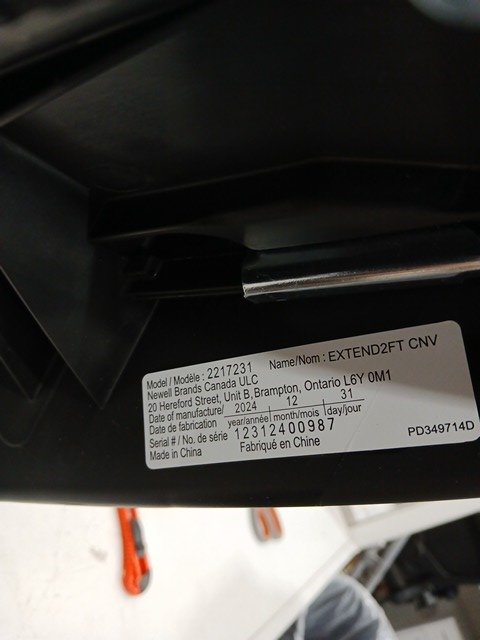 Model / Modèle : 2217231 Name/Nom : EXTEND2FT CNV
Newell Brands Canada ULC
20 Hereford Street, Unit B, Brampton, Ontario L6Y 0M1
Date of manufacture/ 2024 12 31
Date de fabrication year/année month/mois day/jour
Serial # / No. de série 12312400987
Made in China Fabriqué en Chine PD349714D